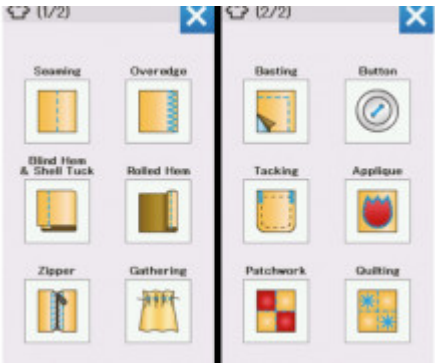 (1/2)
Seaming Overedge
Blind Hem
& Shell Tuck Rolled Hem
Zipper Gathering
(2/2)
Basting Button
Tacking Applique
Patchwork Quilting